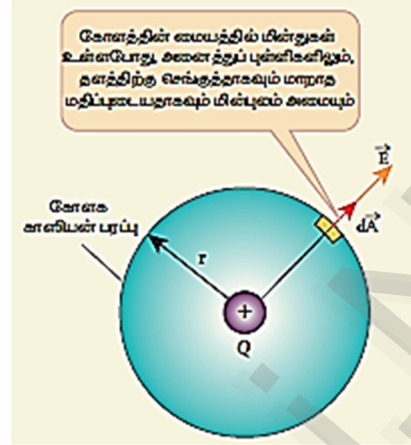 கோளத்தின் மையத்தில் மின்துகள்
உள்ளபோது, அனைத்துப் புள்ளிகளிலும்,
தளத்திற்கு செங்குத்தாகவும் மாறாத
மதிப்புடையதாகவும் மின்புலம் அமையும்
E
கோளக
காஸியன் பரப்பு
dA
r
+
Q